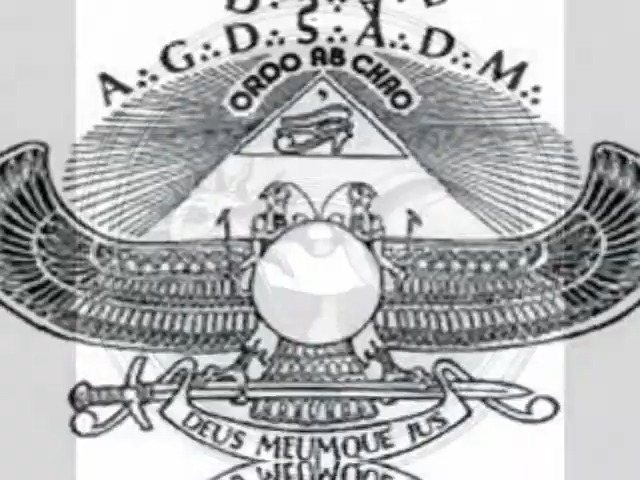 A∴G∴D∴S∴A∴D∴M∴
ORDO AB CHAO
DEUS MEUMQUE JUS